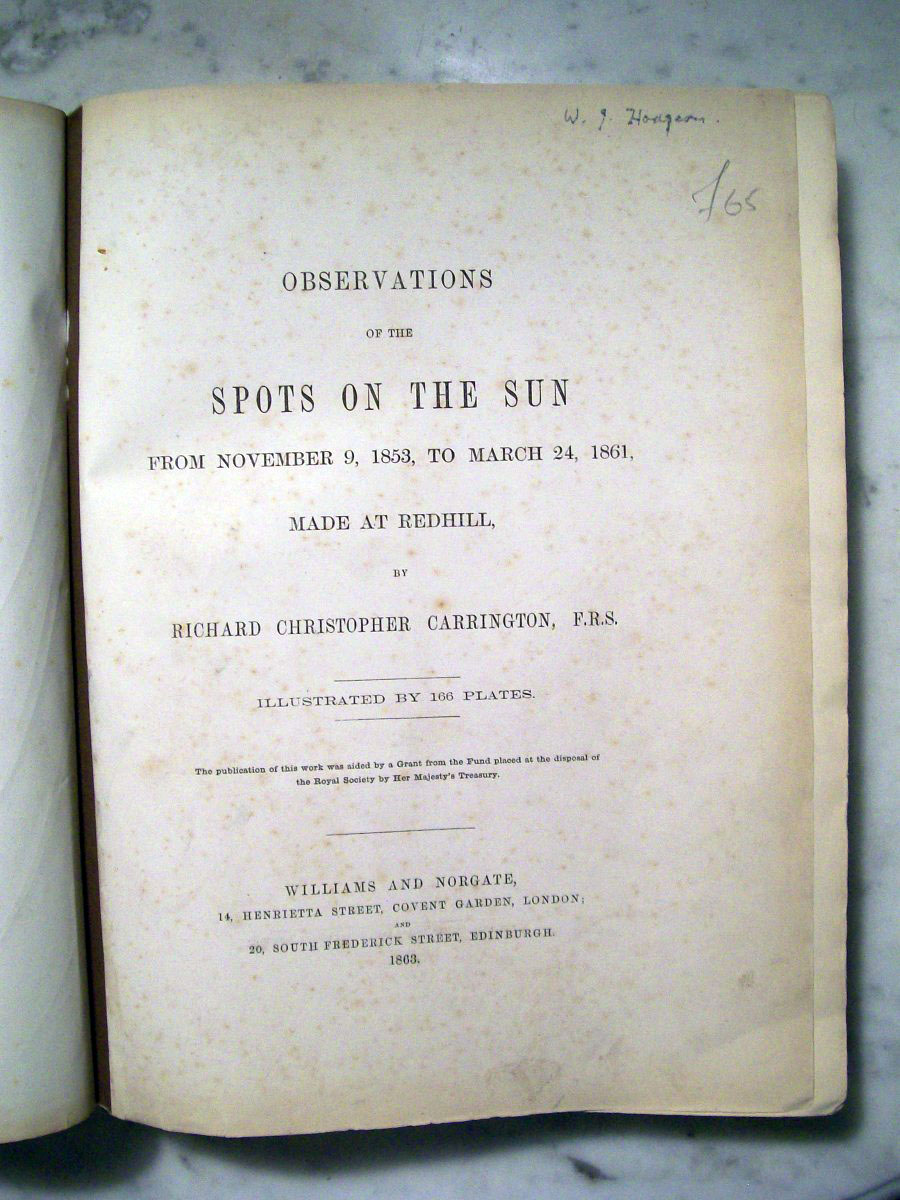 W. J. Hodgson.
£65
OBSERVATIONS
OF THE
SPOTS ON THE SUN
FROM NOVEMBER 9, 1853, TO MARCH 24, 1861,
MADE AT REDHILL,
BY
RICHARD CHRISTOPHER CARRINGTON, F.R.S.
ILLUSTRATED BY 166 PLATES.
The publication of this work was aided by a Grant from the Fund placed at the disposal of
the Royal Society by Her Majesty's Treasury.
WILLIAMS AND NORGATE,
14, HENRIETTA STREET, COVENT GARDEN, LONDON;
AND
20, SOUTH FREDERICK STREET, EDINBURGH.
1863.